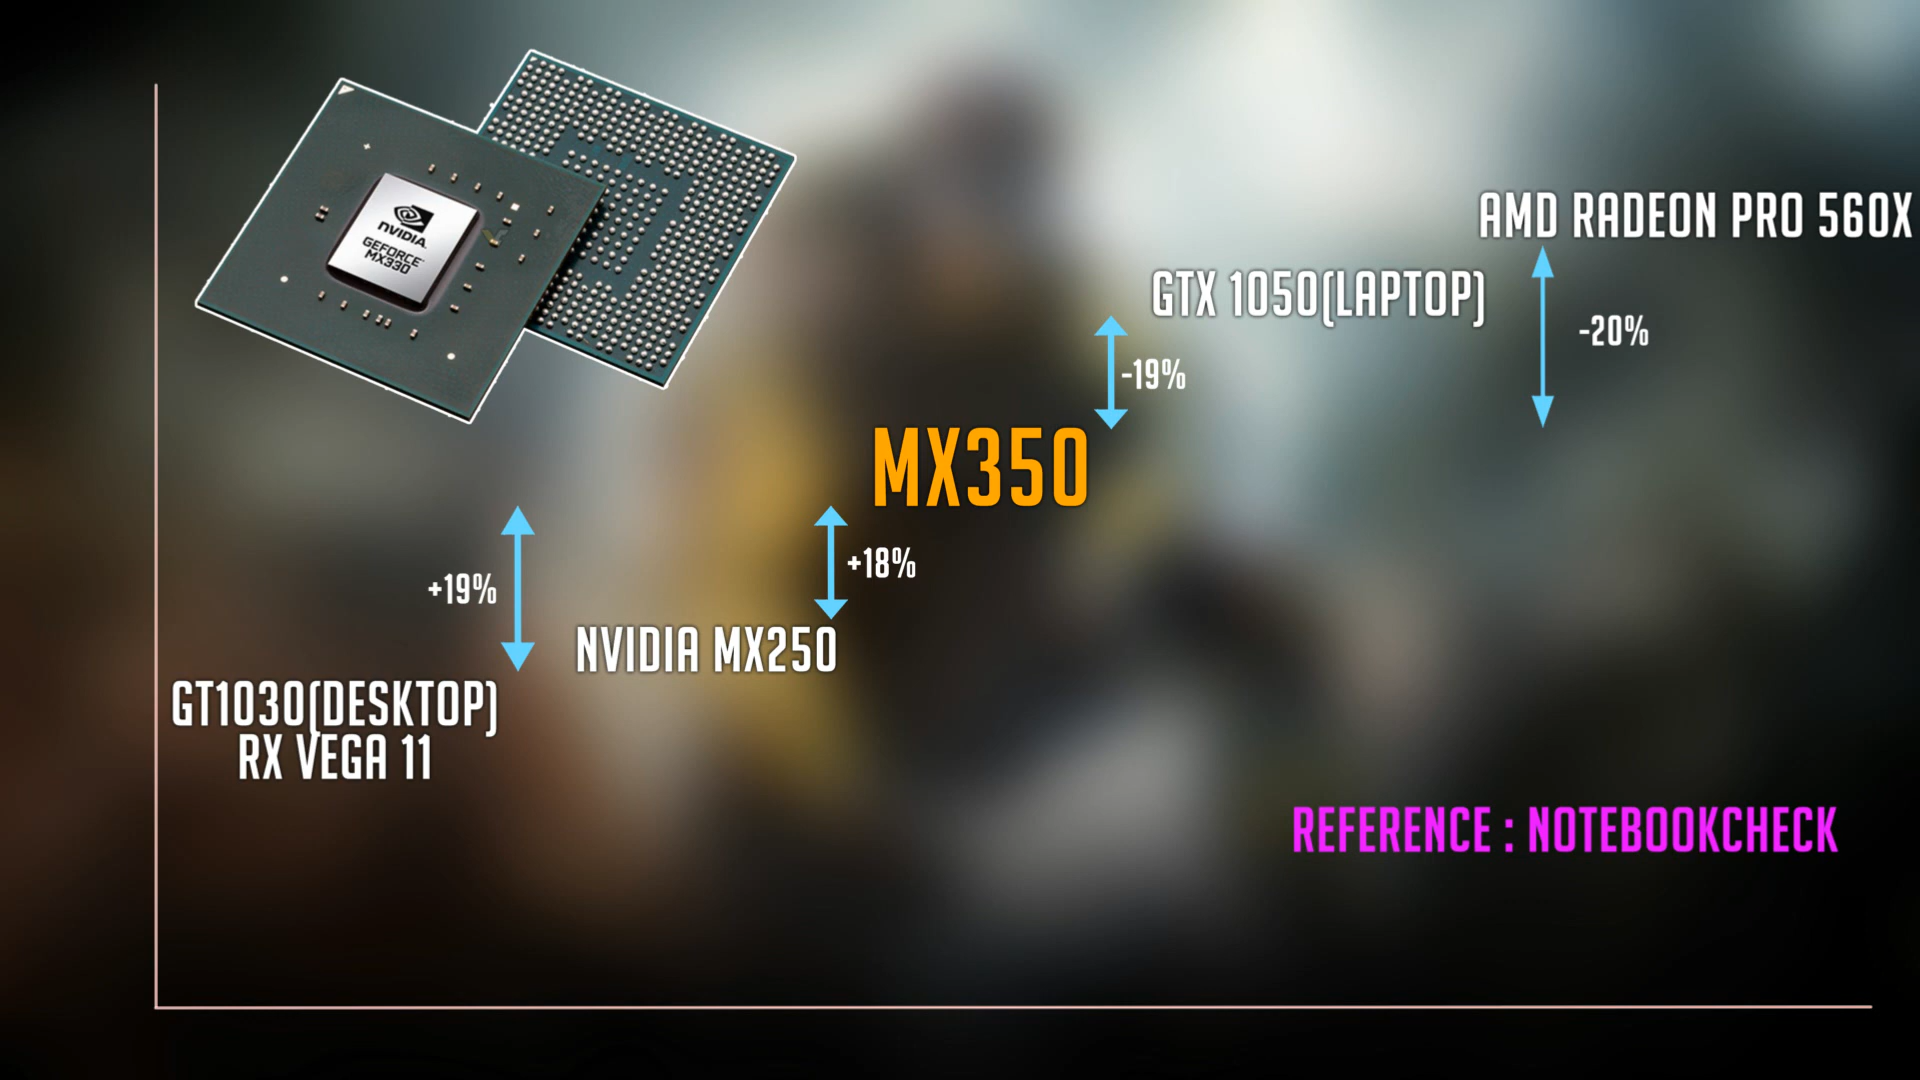 NVIDIA
GEFORCE
MX330
AMD RADEON PRO 560X
GTX 1050(LAPTOP)
-20%
-19%
MX350
+18%
+19%
NVIDIA MX250
GT1030(DESKTOP)
RX VEGA 11
REFERENCE : NOTEBOOKCHECK